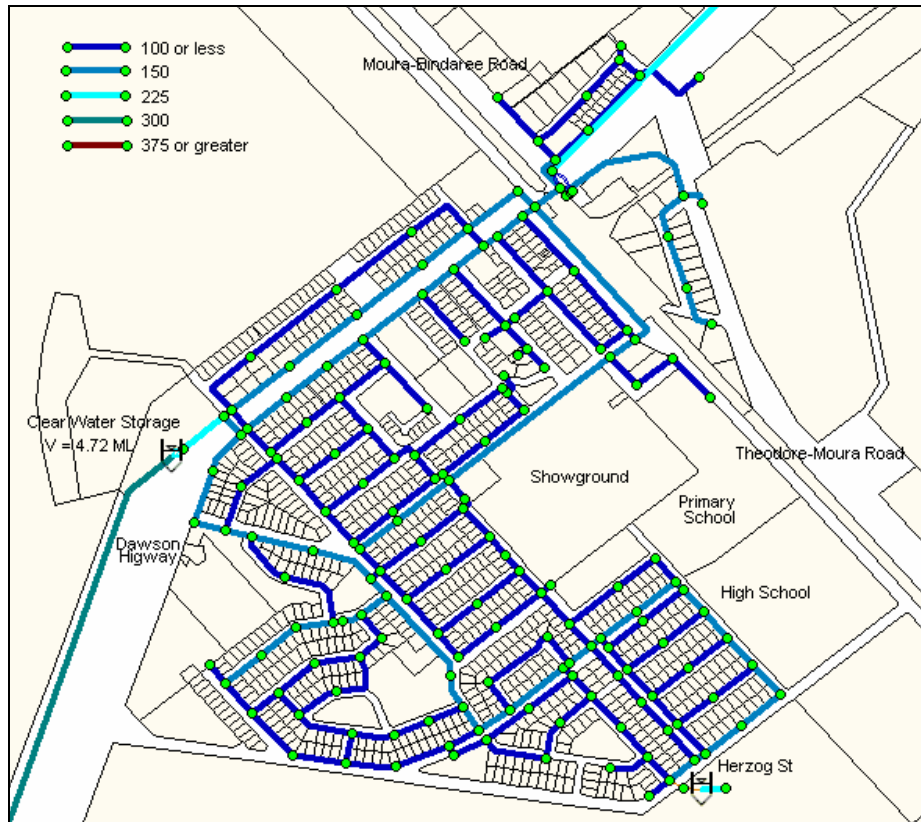 100 or less
150
225
300
375 or greater
Moura-Bindaree Road
Clear Water Storage
V = 4.72 ML
Showground
Theodore-Moura Road
Primary
School
Dawson
Higway
High School
Herzog St